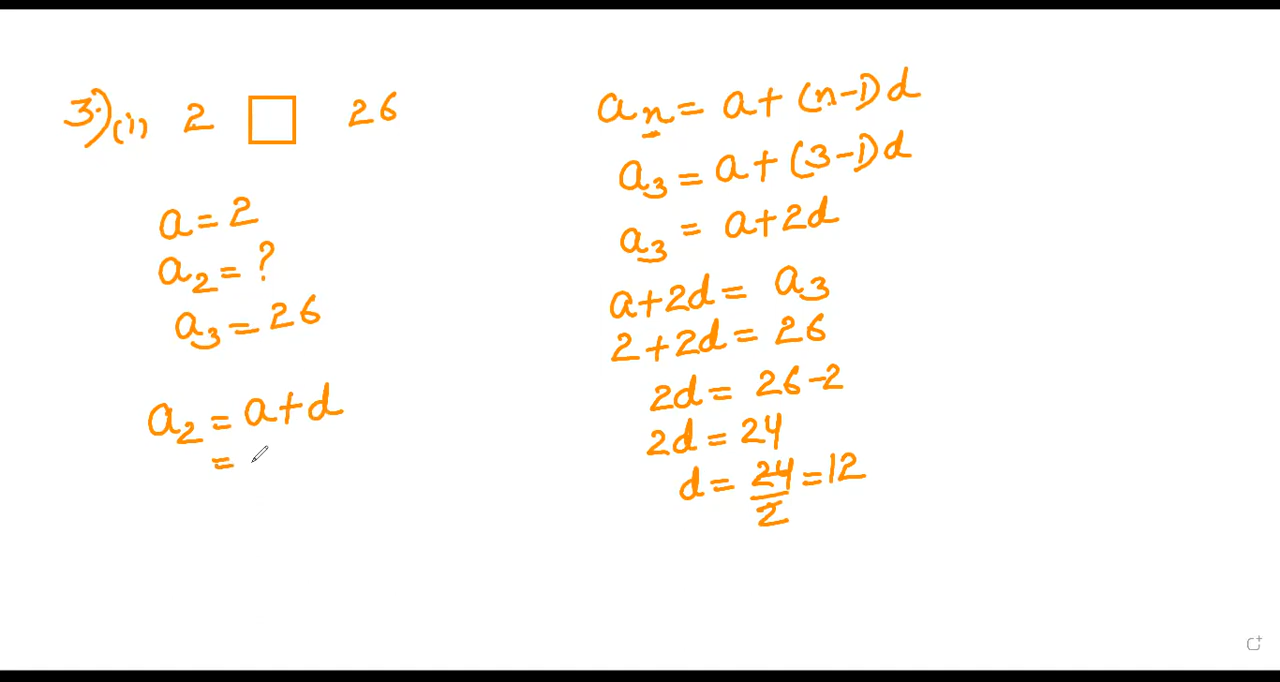 3.)(i) 2 □ 26
a = 2
a₂ = ?
a₃ = 26
a₂ = a + d
=
aₙ = a + (n-1)d
a₃ = a + (3-1)d
a₃ = a + 2d
a + 2d = a₃
2 + 2d = 26
2d = 26 - 2
2d = 24
d = 24/2 = 12